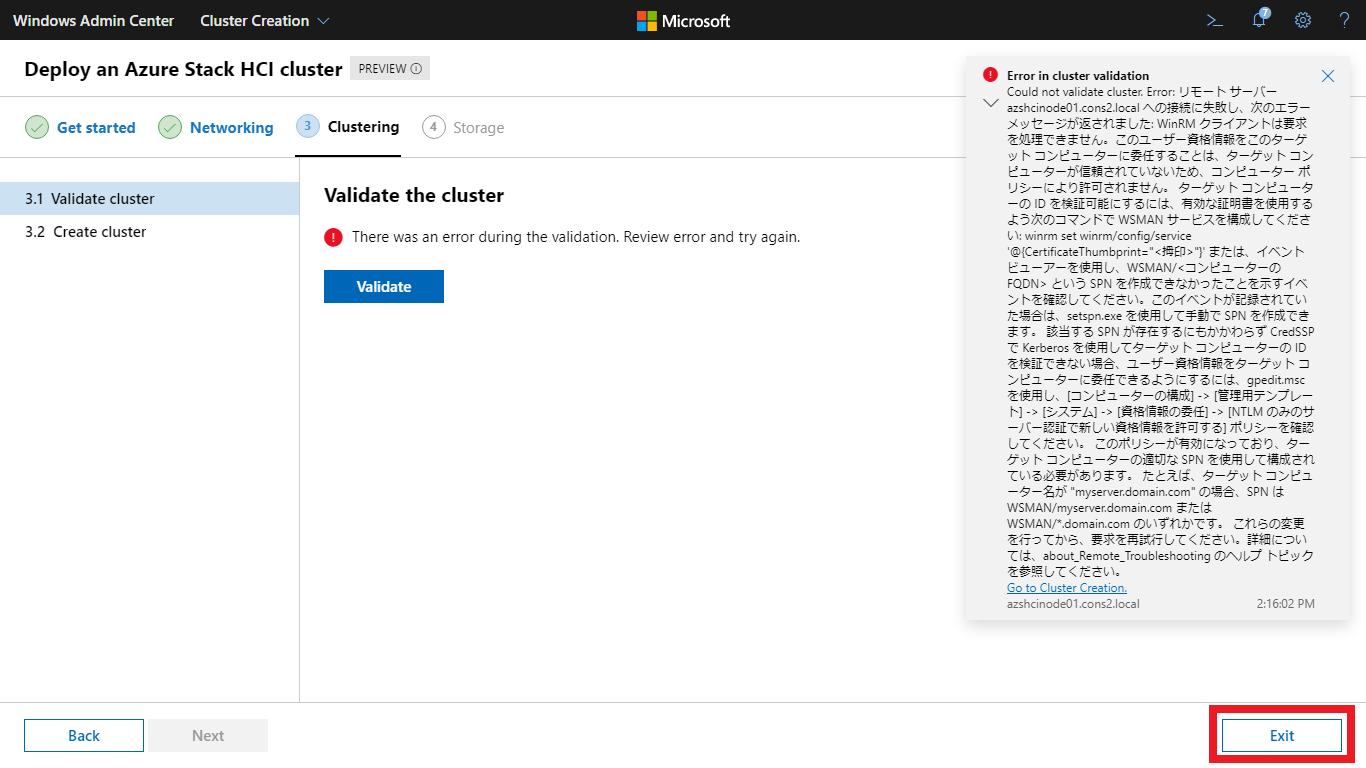 Windows Admin Center Cluster Creation Microsoft 7
Deploy an Azure Stack HCI cluster PREVIEW
Get started Networking 3 Clustering 4 Storage
3.1 Validate cluster
3.2 Create cluster
Validate the cluster
There was an error during the validation. Review error and try again.
Validate
Error in cluster validation
Could not validate cluster. Error: リモート サーバー
azshcinode01.cons2.local への接続に失敗し、次のエラー
メッセージが返されました: WinRM クライアントは要求
を処理できません。このユーザー資格情報をこのターゲ
ット コンピューターに委任することは、ターゲット コン
ピューターが信頼されていないため、コンピューター ポ
リシーにより許可されません。 ターゲット コンピュータ
ーの ID を検証可能にするには、有効な証明書を使用する
よう次のコマンドで WSMAN サービスを構成してくださ
い: winrm set winrm/config/service
'@{CertificateThumbprint="<拇印>"}' または、イベント
ビューアーを使用し、WSMAN/<コンピューターの
FQDN> という SPN を作成できなかったことを示すイベ
ントを確認してください。このイベントが記録されてい
た場合は、setspn.exe を使用して手動で SPN を作成でき
ます。 該当する SPN が存在するにもかかわらず CredSSP
で Kerberos を使用してターゲット コンピューターの ID
を検証できない場合、ユーザー資格情報をターゲット コ
ンピューターに委任できるようにするには、gpedit.msc
を使用し、[コンピューターの構成] -> [管理用テンプレー
ト] -> [システム] -> [資格情報の委任] -> [NTLM のみのサ
ーバー認証で新しい資格情報を許可する] ポリシーを確認
してください。 このポリシーが有効になっており、ター
ゲット コンピューターの適切な SPN を使用して構成され
ている必要があります。 たとえば、ターゲット コンピュ
ーター名が "myserver.domain.com" の場合、SPN は
WSMAN/myserver.domain.com または
WSMAN/*.domain.com のいずれかです。 これらの変更
を行ってから、要求を再試行してください。詳細につい
ては、about_Remote_Troubleshooting のヘルプ トピック
を参照してください。
Go to Cluster Creation.
azshcinode01.cons2.local 2:16:02 PM
Back Next Exit